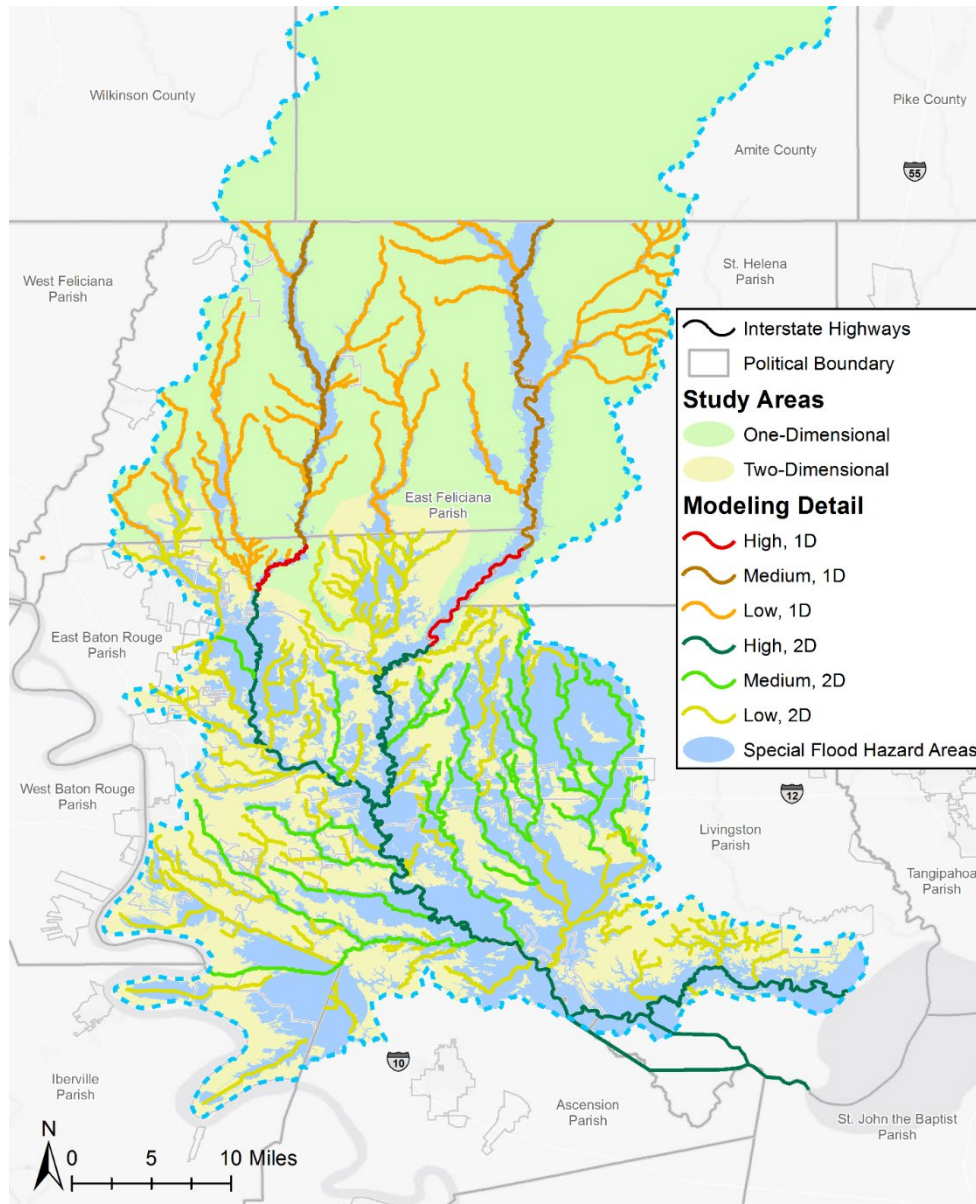 Wilkinson County
Pike County
Amite County
55
West Feliciana
Parish
St. Helena
Parish
Interstate Highways
Political Boundary
Study Areas
One-Dimensional
Two-Dimensional
Modeling Detail
High, 1D
Medium, 1D
Low, 1D
High, 2D
Medium, 2D
Low, 2D
Special Flood Hazard Areas
East Feliciana
Parish
East Baton Rouge
Parish
West Baton Rouge
Parish
12
Livingston
Parish
Tangipahoa
Parish
Iberville
Parish
10
Ascension
Parish
St. John the Baptist
Parish
N
0 5 10 Miles